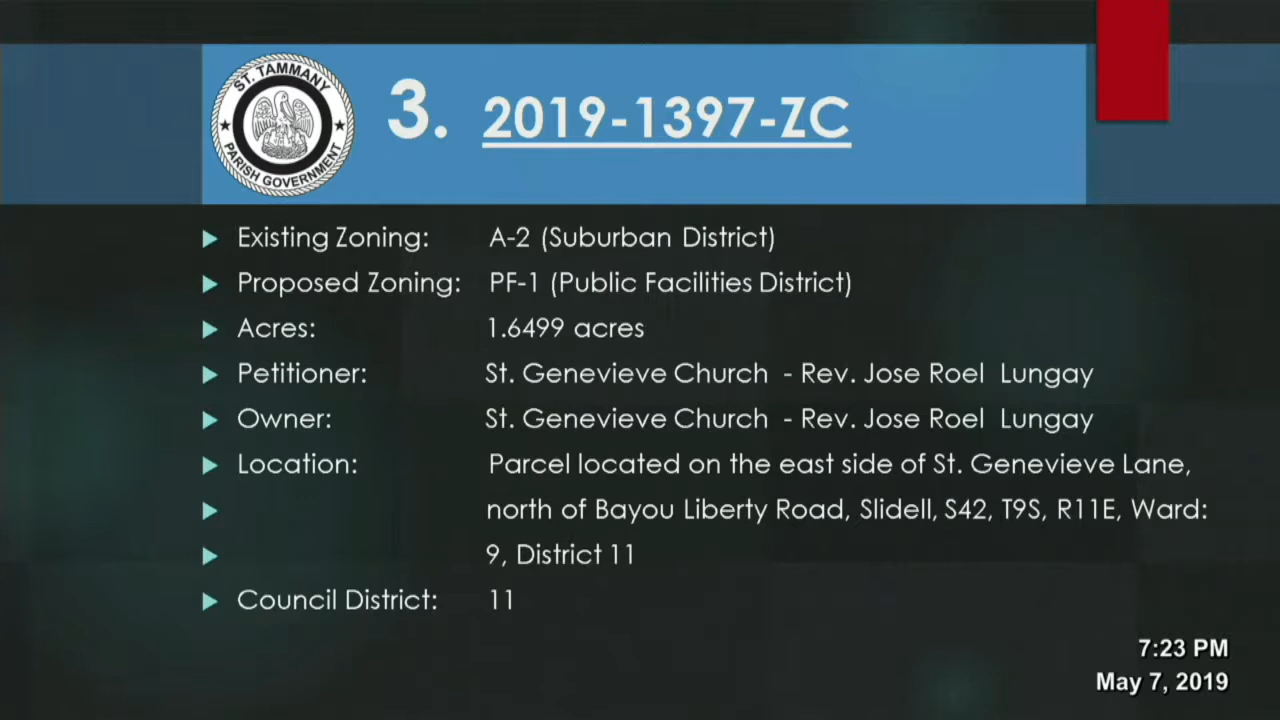 ST. TAMMANY
PARISH GOVERNMENT
3. 2019-1397-ZC
Existing Zoning: A-2 (Suburban District)
Proposed Zoning: PF-1 (Public Facilities District)
Acres: 1.6499 acres
Petitioner: St. Genevieve Church - Rev. Jose Roel Lungay
Owner: St. Genevieve Church - Rev. Jose Roel Lungay
Location: Parcel located on the east side of St. Genevieve Lane,
north of Bayou Liberty Road, Slidell, S42, T9S, R11E, Ward:
9, District 11
Council District: 11
7:23 PM
May 7, 2019